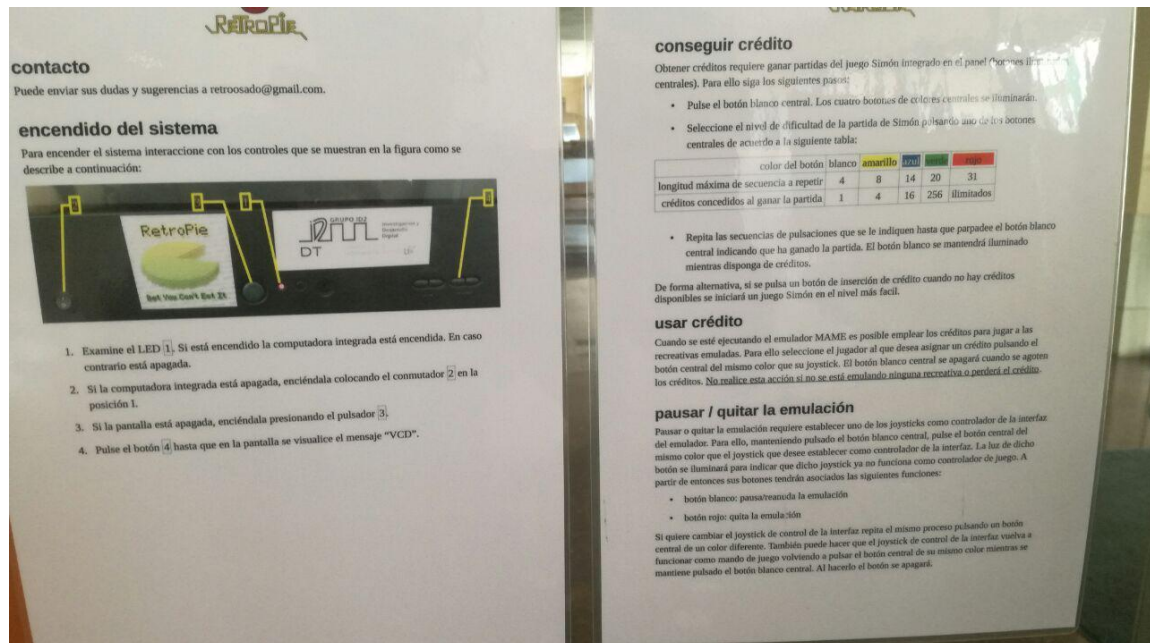 RETROPIE
contacto
Puede enviar sus dudas y sugerencias a retroosado@gmail.com.
encendido del sistema
Para encender el sistema interaccione con los controles que se muestran en la figura como se
describe a continuación:
RetroPie
Bet You Can't Eat It
GRUPO ID2
Investigación y
Desarrollo
Digital
DT
1. Examine el LED 1. Si está encendido la computadora integrada está encendida. En caso
contrario está apagada.
2. Si la computadora integrada está apagada, enciéndala colocando el conmutador 2 en la
posición I.
3. Si la pantalla está apagada, enciéndala presionando el pulsador 3.
4. Pulse el botón 4 hasta que en la pantalla se visualice el mensaje “VCD”.
conseguir crédito
Obtener créditos requiere ganar partidas del juego Simón integrado en el panel (botones
centrales). Para ello siga los siguientes pasos:
• Pulse el botón blanco central. Los cuatro botones de colores centrales se iluminarán.
• Seleccione el nivel de dificultad de la partida de Simón pulsando uno de los botones
centrales de acuerdo a la siguiente tabla:
color del botón blanco amarillo azul verde rojo
longitud máxima de secuencia a repetir 4 8 14 20 31
créditos concedidos al ganar la partida 1 4 16 256 ilimitados
• Repita las secuencias de pulsaciones que se le indiquen hasta que parpadee el botón blanco
central indicando que ha ganado la partida. El botón blanco se mantendrá iluminado
mientras disponga de créditos.
De forma alternativa, si se pulsa un botón de inserción de crédito cuando no hay créditos
disponibles se iniciará un juego Simón en el nivel más facil.
usar crédito
Cuando se esté ejecutando el emulador MAME es posible emplear los créditos para jugar a las
recreativas emuladas. Para ello seleccione el jugador al que desea asignar un crédito pulsando el
botón central del mismo color que su joystick. El botón blanco central se apagará cuando se agoten
los créditos. No realice esta acción si no se está emulando ninguna recreativa o perderá el crédito.
pausar / quitar la emulación
Pausar o quitar la emulación requiere establecer uno de los joysticks como controlador de la interfaz
del emulador. Para ello, manteniendo pulsado el botón blanco central, pulse el botón central del
mismo color que el joystick que desee establecer como controlador de la interfaz. La luz de dicho
botón se iluminará para indicar que dicho joystick ya no funciona como controlador de juego. A
partir de entonces sus botones tendrán asociados las siguientes funciones:
• botón blanco: pausa/reanuda la emulación
• botón rojo: quita la emulación
Si quiere cambiar el joystick de control de la interfaz repita el mismo proceso pulsando un botón
central de un color diferente. También puede hacer que el joystick de control de la interfaz vuelva a
funcionar como mando de juego volviendo a pulsar el botón central de su mismo color mientras se
mantiene pulsado el botón blanco central. Al hacerlo el botón se apagará.